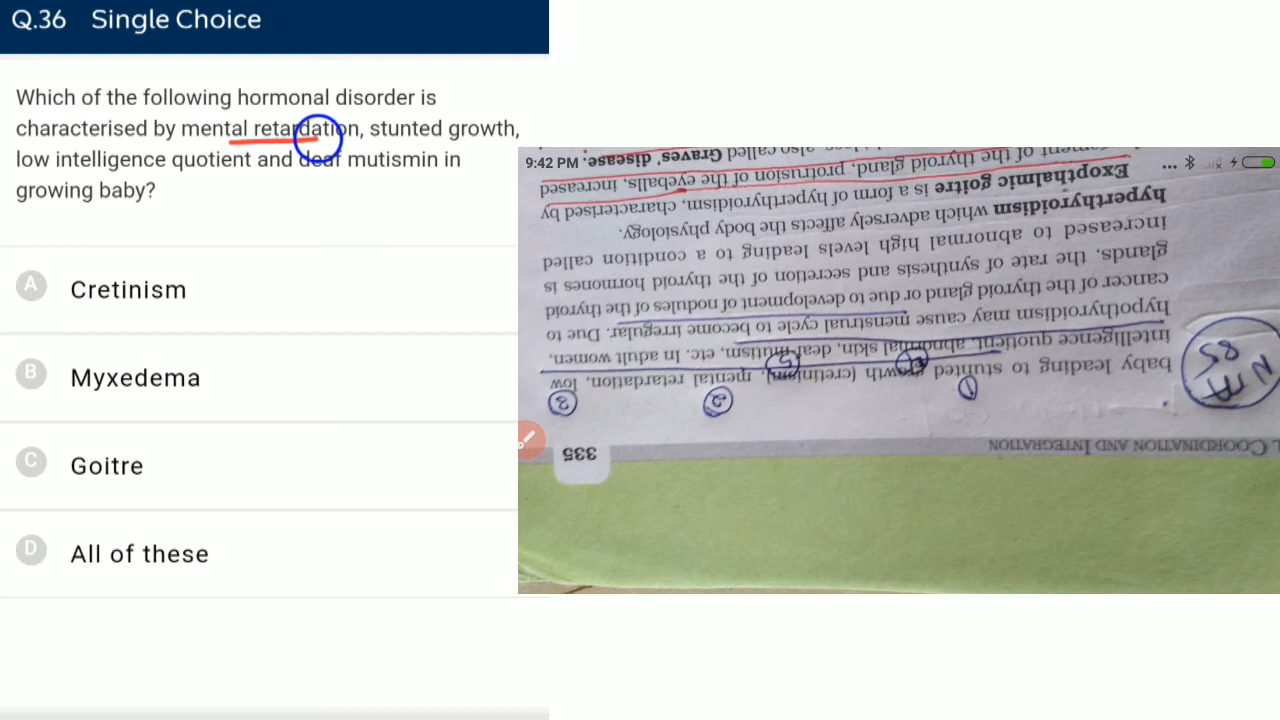 Q.36 Single Choice
Which of the following hormonal disorder is
characterised by mental retardation, stunted growth,
low intelligence quotient and deaf mutismin in
growing baby?
A Cretinism
B Myxedema
C Goitre
D All of these
9:42 PM
335
COORDINATION AND INTEGRATION
NTA
85
1 2 3
baby leading to stunted growth (cretinism), mental retardation, low
4 5
intelligence quotient, abnormal skin, deaf mutism, etc. In adult women,
hypothyroidism may cause menstrual cycle to become irregular. Due to
cancer of the thyroid gland or due to development of nodules of the thyroid
glands, the rate of synthesis and secretion of the thyroid hormones is
increased to abnormal high levels leading to a condition called
hyperthyroidism which adversely affects the body physiology.
Exopthalmic goitre is a form of hyperthyroidism, characterised by
of the thyroid gland, protrusion of the eyeballs, increased
also called Graves' disease.